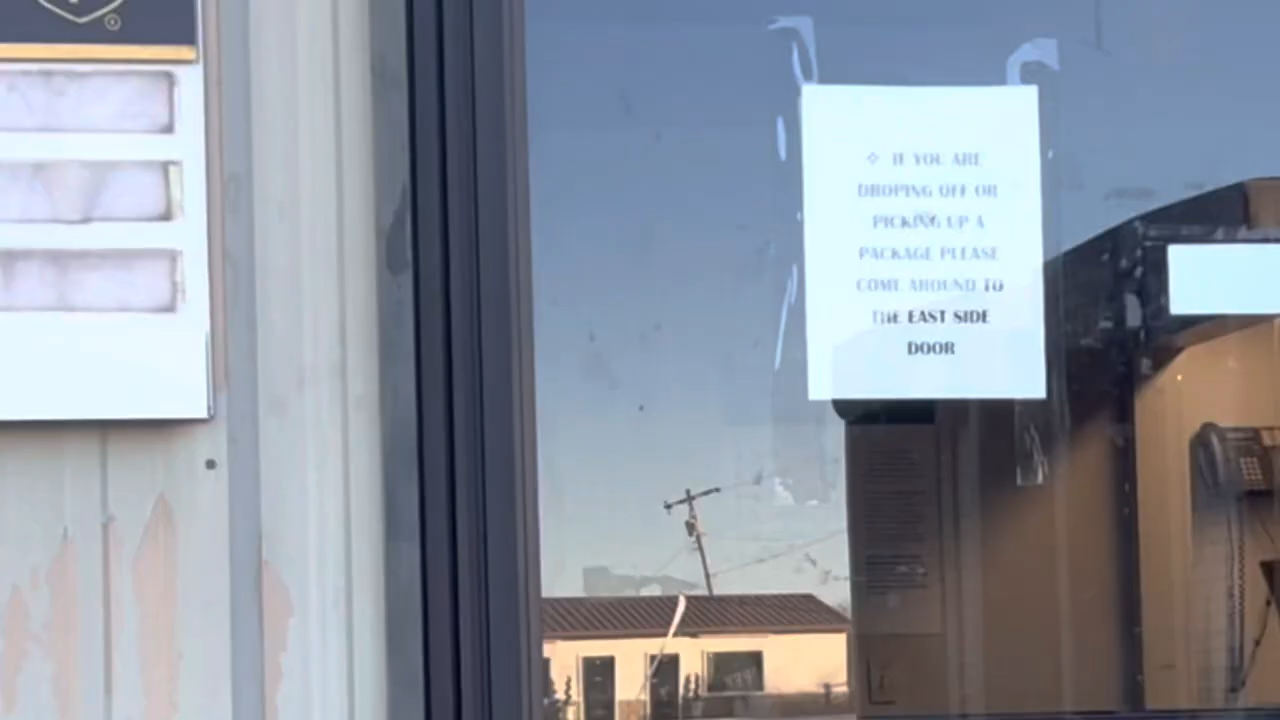 ❖ IF YOU ARE
DROPING OFF OR
PICKING UP A
PACKAGE PLEASE
COME AROUND TO
THE EAST SIDE
DOOR